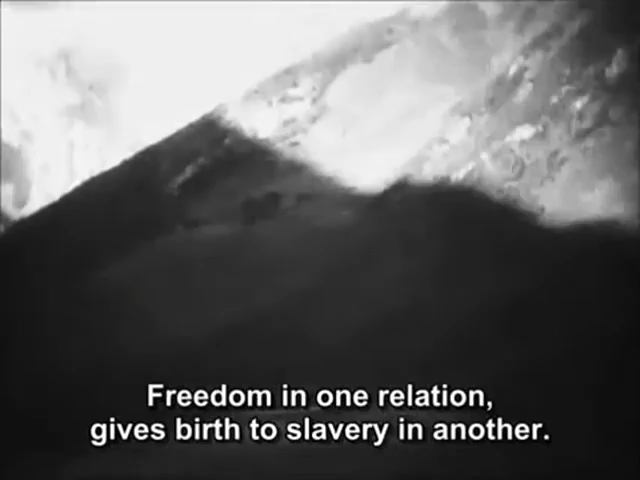 Freedom in one relation,
gives birth to slavery in another.